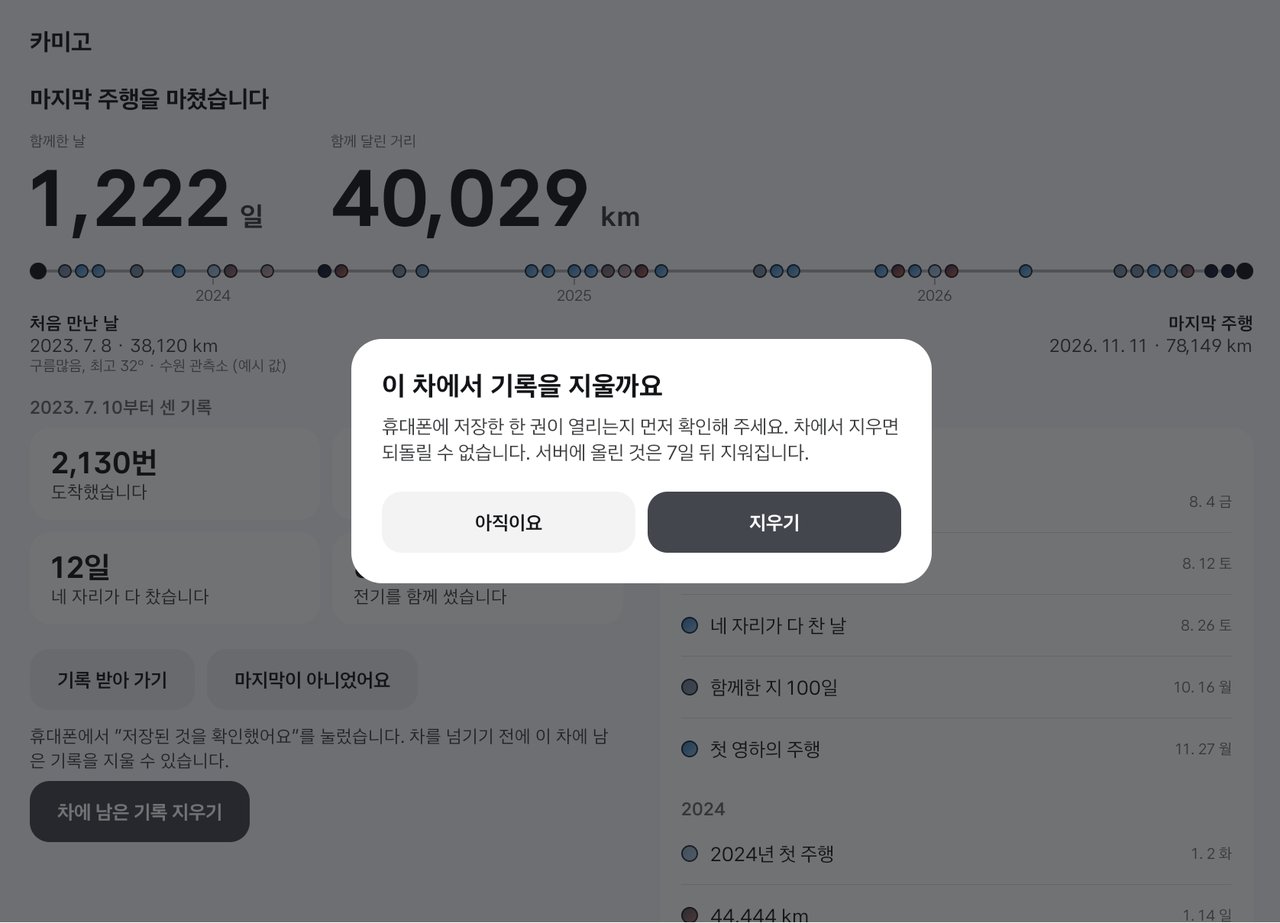 카미고
마지막 주행을 마쳤습니다
함께한 날
1,222 일
함께 달린 거리
40,029 km
2024
2025
2026
처음 만난 날
2023. 7. 8 · 38,120 km
구름많음, 최고 32° · 수원 관측소 (예시 값)
마지막 주행
2026. 11. 11 · 78,149 km
2023. 7. 10부터 센 기록
2,130번
도착했습니다
12일
네 자리가 다 찼습니다
전기를 함께 썼습니다
기록 받아 가기
마지막이 아니었어요
휴대폰에서 "저장된 것을 확인했어요"를 눌렀습니다. 차를 넘기기 전에 이 차에 남
은 기록을 지울 수 있습니다.
차에 남은 기록 지우기
이 차에서 기록을 지울까요
휴대폰에 저장한 한 권이 열리는지 먼저 확인해 주세요. 차에서 지우면
되돌릴 수 없습니다. 서버에 올린 것은 7일 뒤 지워집니다.
아직이요
지우기
8. 4 금
8. 12 토
네 자리가 다 찬 날
8. 26 토
함께한 지 100일
10. 16 월
첫 영하의 주행
11. 27 월
2024
2024년 첫 주행
1. 2 화
44,444 km
1. 14 일